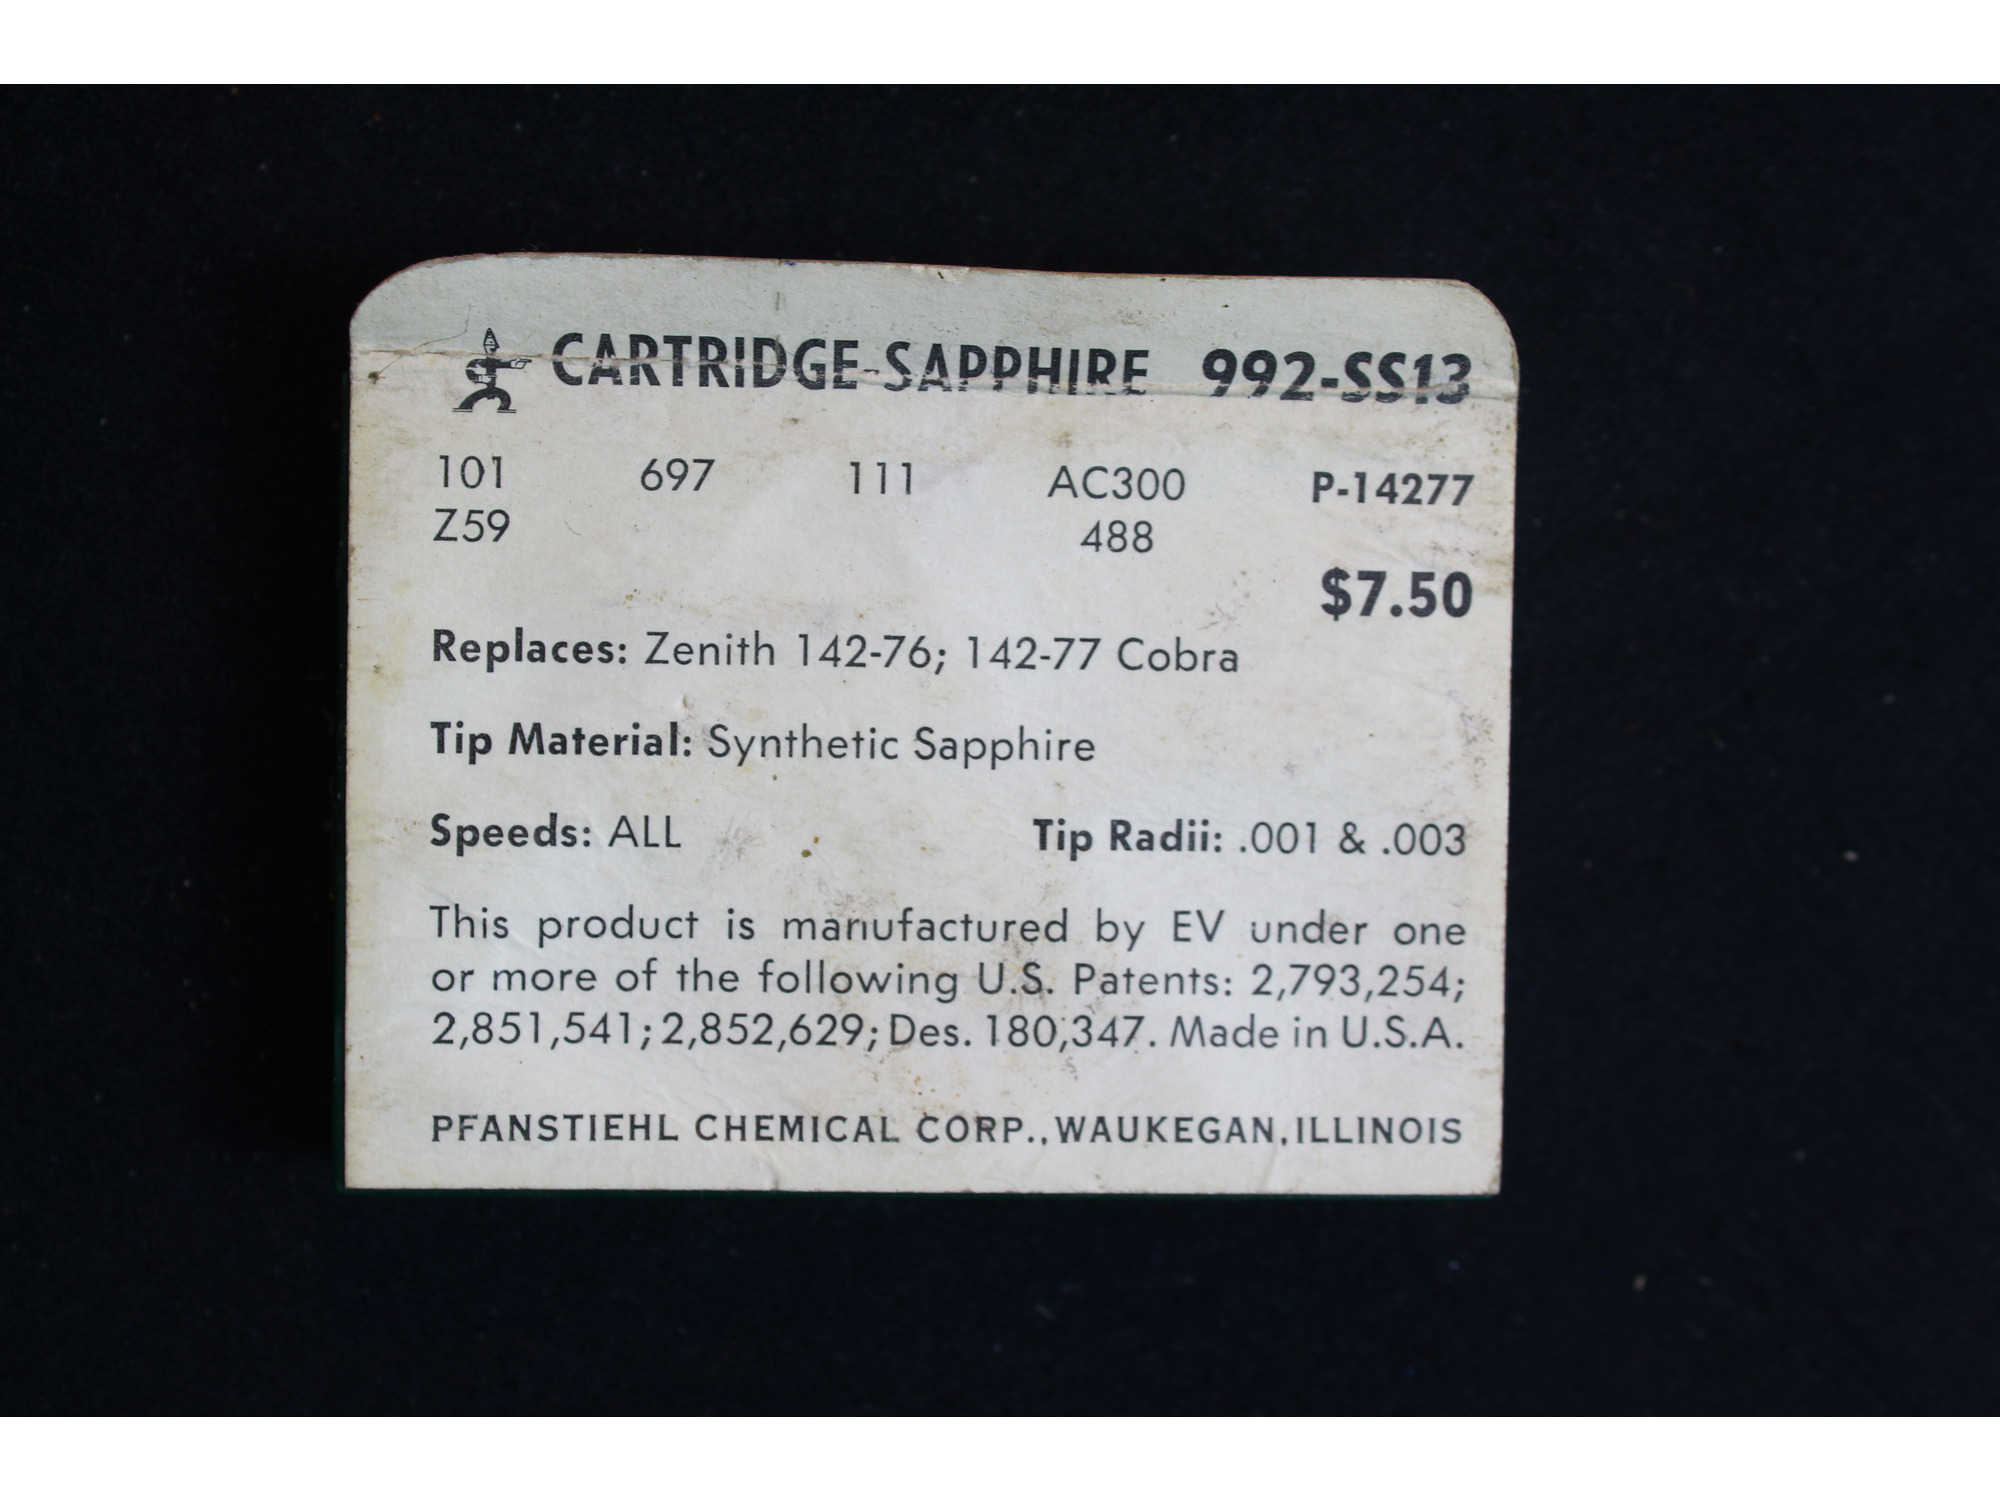 CARTRIDGE-SAPPHIRE 992-SS13
101 697 111 AC300 P-14277
Z59 488
$7.50
Replaces: Zenith 142-76; 142-77 Cobra
Tip Material: Synthetic Sapphire
Speeds: ALL Tip Radii: .001 & .003
This product is manufactured by EV under one
or more of the following U.S. Patents: 2,793,254;
2,851,541; 2,852,629; Des. 180,347. Made in U.S.A.
PFANSTIEHL CHEMICAL CORP., WAUKEGAN, ILLINOIS